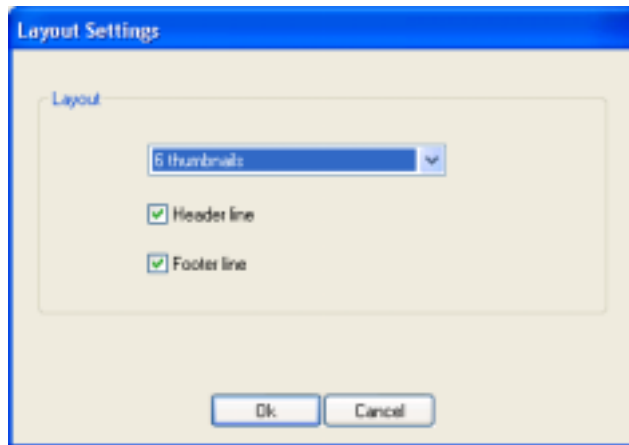 Layout Settings
Layout
6 thumbnails
Header line
Footer line
Ok Cancel